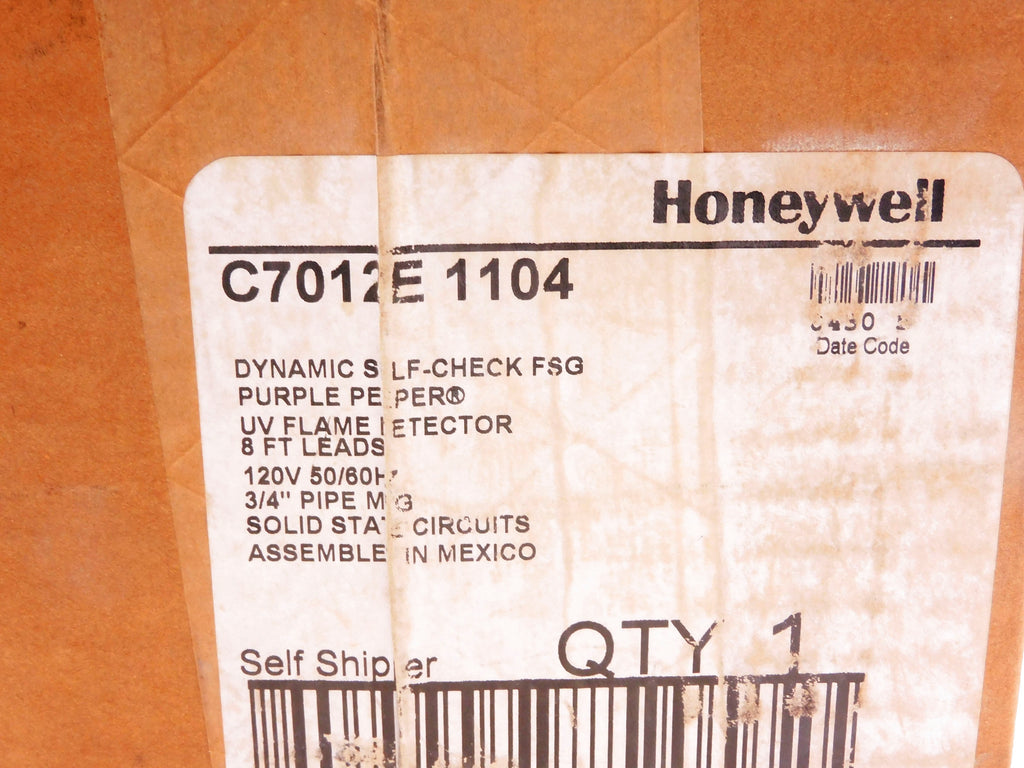 Honeywell
C7012E 1104
Date Code
DYNAMIC SELF-CHECK FSG
PURPLE PEEPER®
UV FLAME DETECTOR
8 FT LEADS
120V 50/60Hz
3/4" PIPE MTG
SOLID STATE CIRCUITS
ASSEMBLED IN MEXICO
QTY 1
Self Shipper